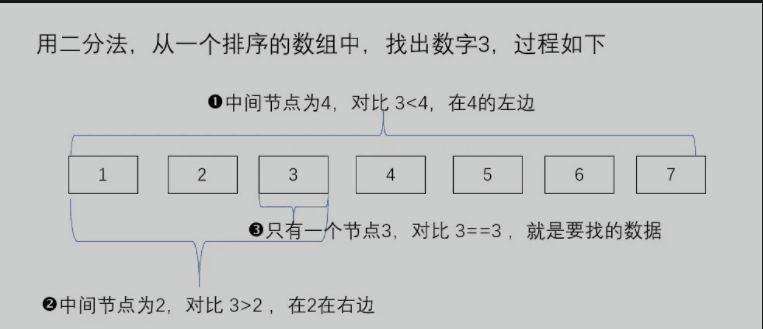 用二分法，从一个排序的数组中，找出数字3，过程如下
❶中间节点为4，对比 3<4，在4的左边
1 2 3 4 5 6 7
❸只有一个节点3，对比 3==3 ，就是要找的数据
❷中间节点为2，对比 3>2 ，在2在右边